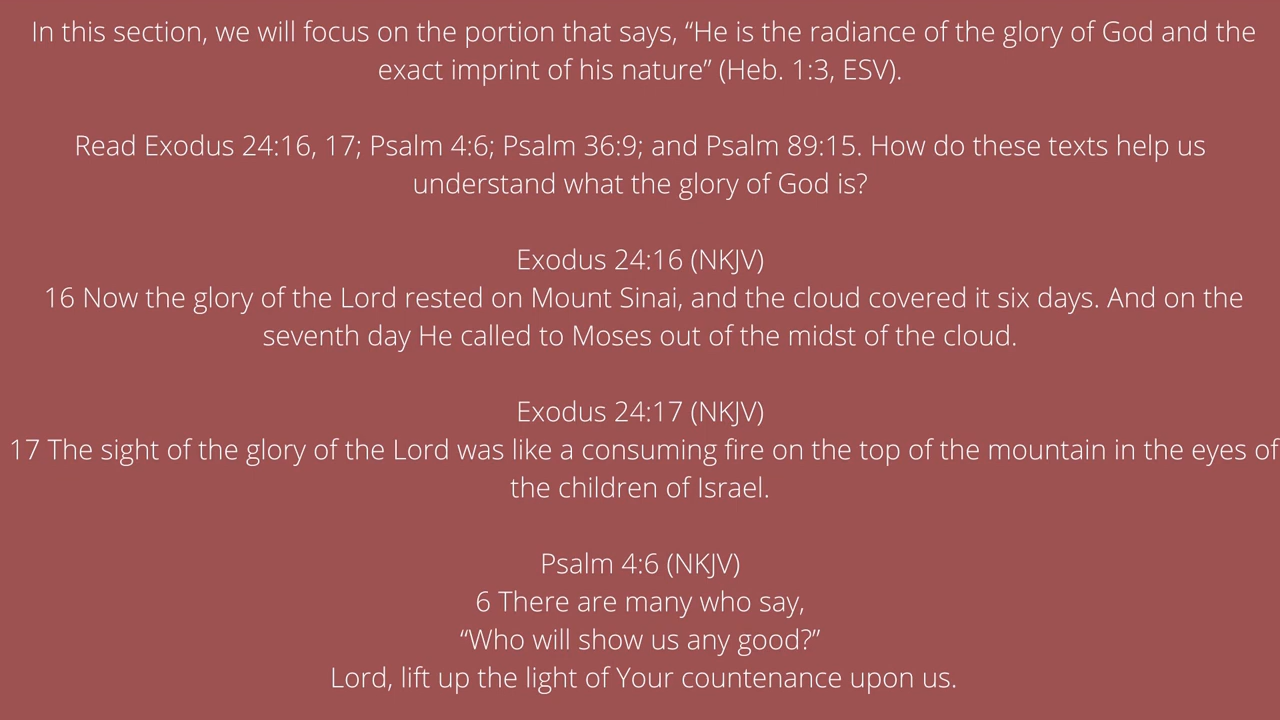 In this section, we will focus on the portion that says, “He is the radiance of the glory of God and the
exact imprint of his nature” (Heb. 1:3, ESV).
Read Exodus 24:16, 17; Psalm 4:6; Psalm 36:9; and Psalm 89:15. How do these texts help us
understand what the glory of God is?
Exodus 24:16 (NKJV)
16 Now the glory of the Lord rested on Mount Sinai, and the cloud covered it six days. And on the
seventh day He called to Moses out of the midst of the cloud.
Exodus 24:17 (NKJV)
17 The sight of the glory of the Lord was like a consuming fire on the top of the mountain in the eyes of
the children of Israel.
Psalm 4:6 (NKJV)
6 There are many who say,
“Who will show us any good?”
Lord, lift up the light of Your countenance upon us.